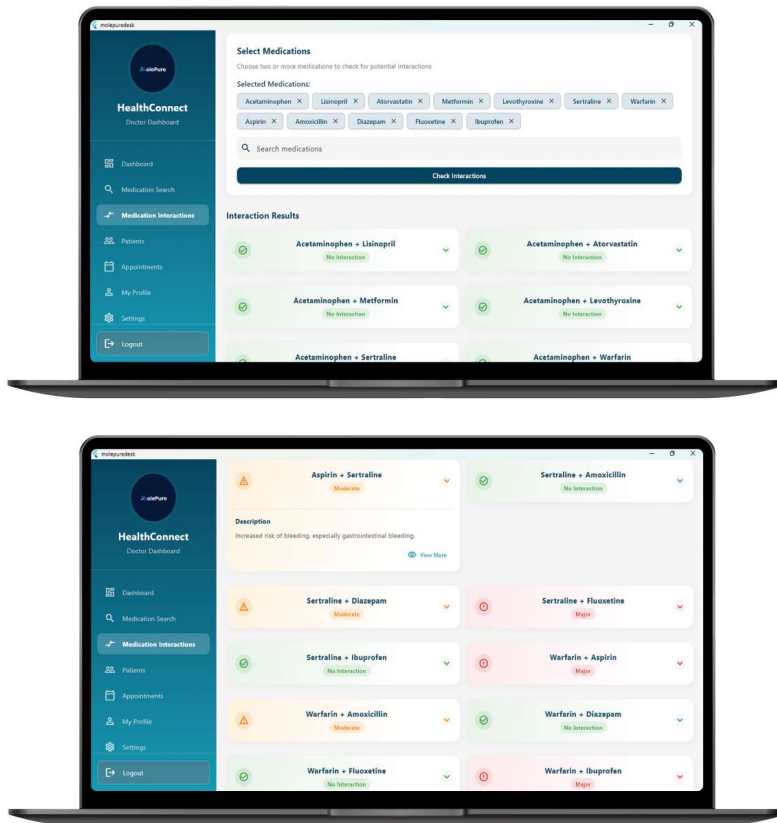 molepuredesk
MolePure
HealthConnect
Doctor Dashboard
Dashboard
Medication Search
Medication Interactions
Patients
Appointments
My Profile
Settings
Logout
Select Medications
Choose two or more medications to check for potential interactions
Selected Medications:
Acetaminophen × Lisinopril × Atorvastatin × Metformin × Levothyroxine × Sertraline × Warfarin ×
Aspirin × Amoxicillin × Diazepam × Fluoxetine × Ibuprofen ×
Search medications
Check Interactions
Interaction Results
Acetaminophen + Lisinopril
No Interaction
Acetaminophen + Atorvastatin
No Interaction
Acetaminophen + Metformin
No Interaction
Acetaminophen + Levothyroxine
No Interaction
Acetaminophen + Sertraline
Acetaminophen + Warfarin
molepuredesk
MolePure
HealthConnect
Doctor Dashboard
Dashboard
Medication Search
Medication Interactions
Patients
Appointments
My Profile
Settings
Logout
Aspirin + Sertraline
Moderate
Description
Increased risk of bleeding, especially gastrointestinal bleeding.
View More
Sertraline + Amoxicillin
No Interaction
Sertraline + Diazepam
Moderate
Sertraline + Fluoxetine
Major
Sertraline + Ibuprofen
No Interaction
Warfarin + Aspirin
Major
Warfarin + Amoxicillin
Moderate
Warfarin + Diazepam
No Interaction
Warfarin + Fluoxetine
No Interaction
Warfarin + Ibuprofen
Major